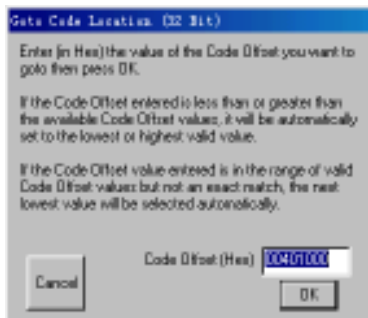 Goto Code Location (32 Bit)
Enter (in Hex) the value of the Code Offset you want to
goto then press OK.
If the Code Offset entered is less than or greater than
the available Code Offset values, it will be automatically
set to the lowest or highest valid value.
If the Code Offset value entered is in the range of valid
Code Offset values but not an exact match, the next
lowest value will be selected automatically.
Code Offset (Hex) 00401000
Cancel
OK